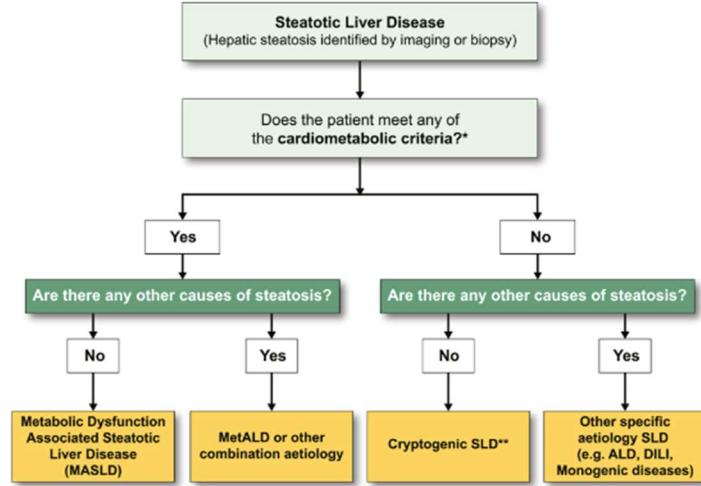 Steatotic Liver Disease
(Hepatic steatosis identified by imaging or biopsy)
Does the patient meet any of
the cardiometabolic criteria?*
Yes
No
Are there any other causes of steatosis?
Are there any other causes of steatosis?
No
Yes
No
Yes
Metabolic Dysfunction
Associated Steatotic
Liver Disease
(MASLD)
MetALD or other
combination aetiology
Cryptogenic SLD**
Other specific
aetiology SLD
(e.g. ALD, DILI,
Monogenic diseases)